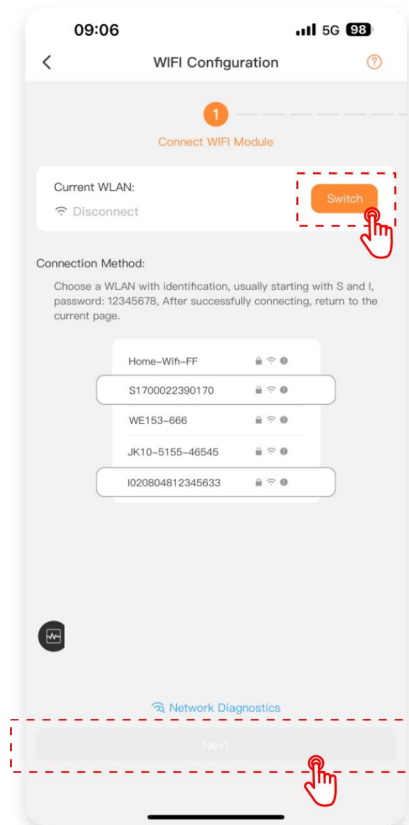 09:06
5G 98
WIFI Configuration
?
1
Connect WIFI Module
Current WLAN:
Disconnect
Switch
Connection Method:
Choose a WLAN with identification, usually starting with S and I,
password: 12345678, After successfully connecting, return to the
current page.
Home-Wifi-FF
S1700022390170
WE153-666
JK10-5155-46545
I020804812345633
Network Diagnostics
Next